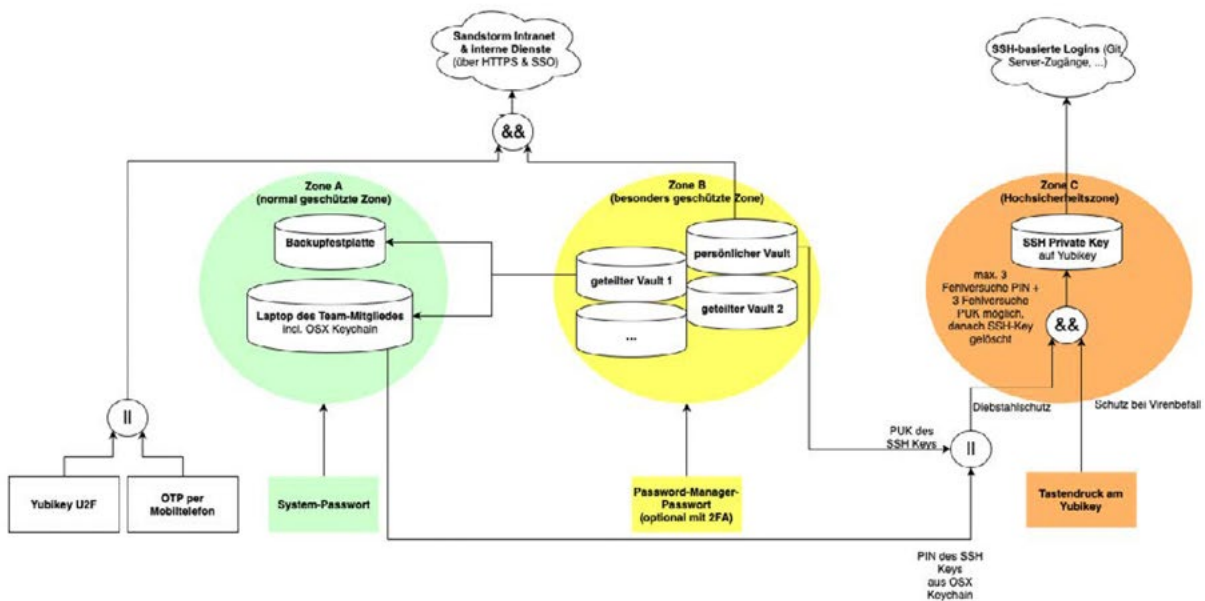 Sandstorm Intranet
& interne Dienste
(über HTTPS & SSO)
SSH-basierte Logins (Git,
Server-Zugänge, ...)
&&
Zone A
(normal geschützte Zone)
Backupfestplatte
Laptop des Team-Mitgliedes
incl. OSX Keychain
Zone B
(besonders geschützte Zone)
persönlicher Vault
geteilter Vault 1
geteilter Vault 2
...
Zone C
(Hochsicherheitszone)
SSH Private Key
auf Yubikey
max. 3
Fehlversuche PIN +
3 Fehlversuche
PUK möglich,
danach SSH-Key
gelöscht
&&
Diebstahlschutz
Schutz bei Virenbefall
||
PUK des
SSH Keys
||
Yubikey U2F
OTP per
Mobiltelefon
System-Passwort
Password-Manager-
Passwort
(optional mit 2FA)
Tastendruck am
Yubikey
PIN des SSH
Keys
aus OSX
Keychain